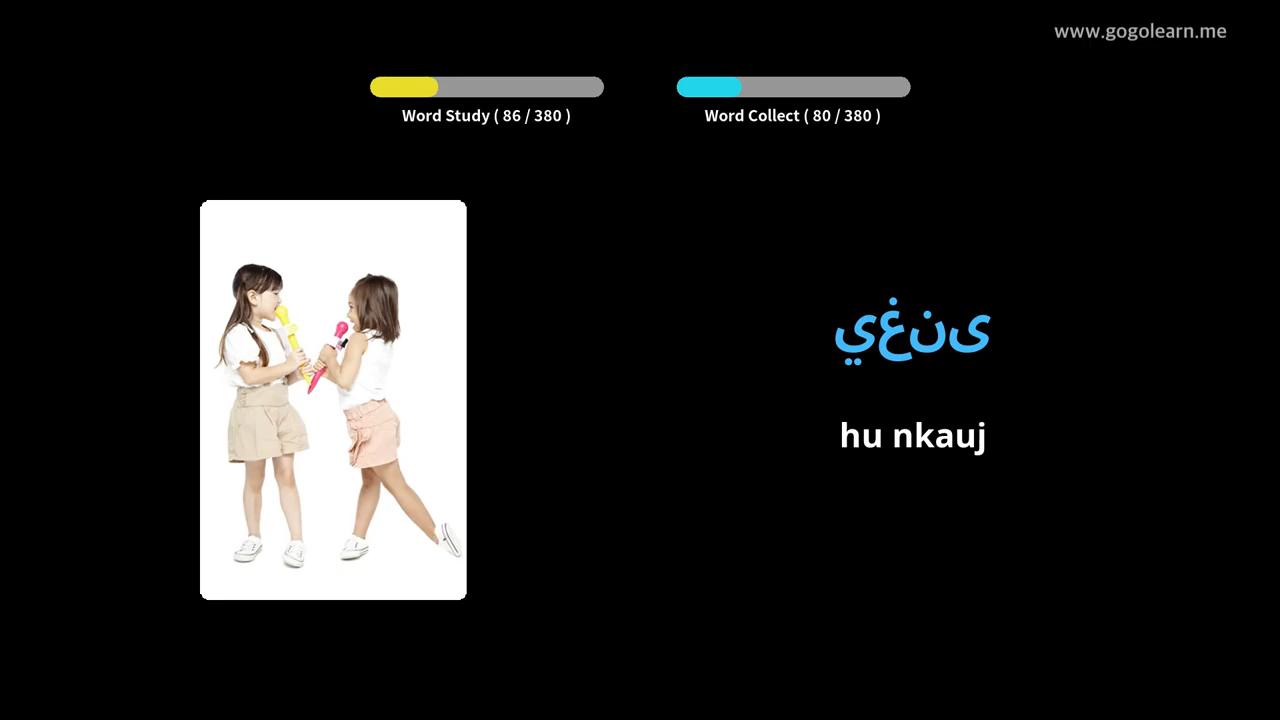 www.gogolearn.me
Word Study ( 86 / 380 )
Word Collect ( 80 / 380 )
يغنى
hu nkauj